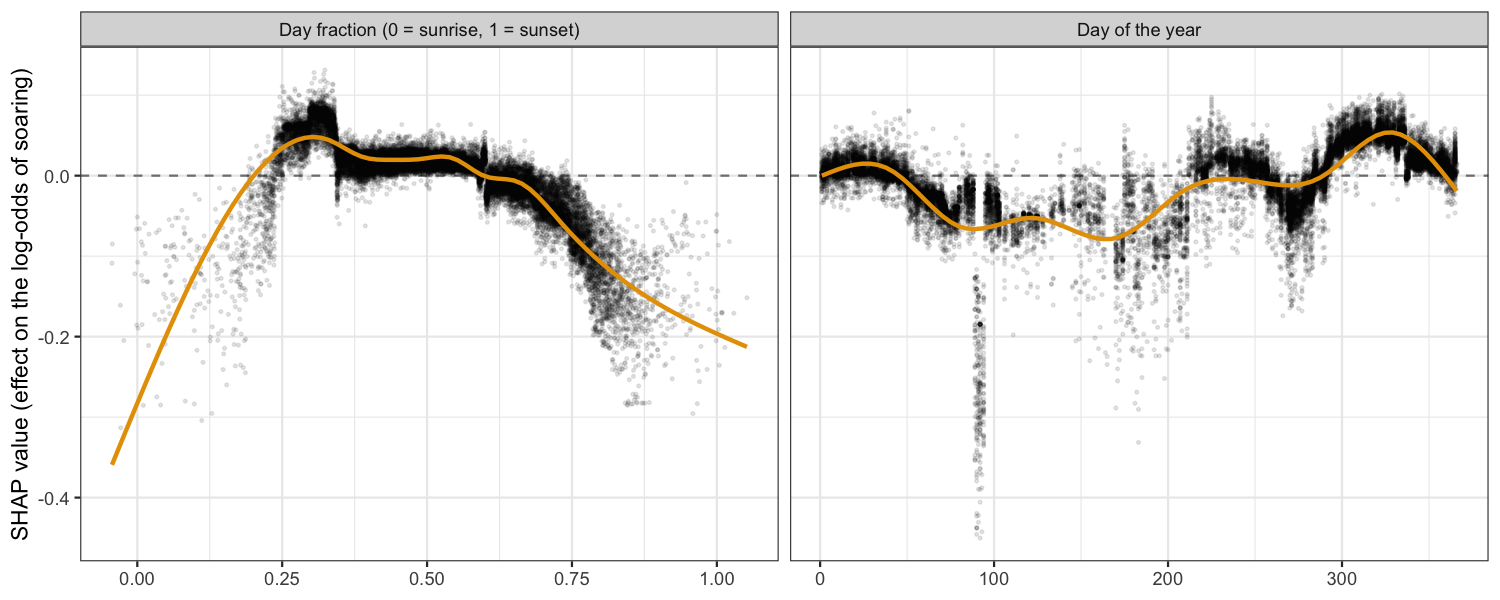 Day fraction (0 = sunrise, 1 = sunset)
Day of the year
SHAP value (effect on the log-odds of soaring)
0.0
-0.2
-0.4
0.00 0.25 0.50 0.75 1.00
0 100 200 300